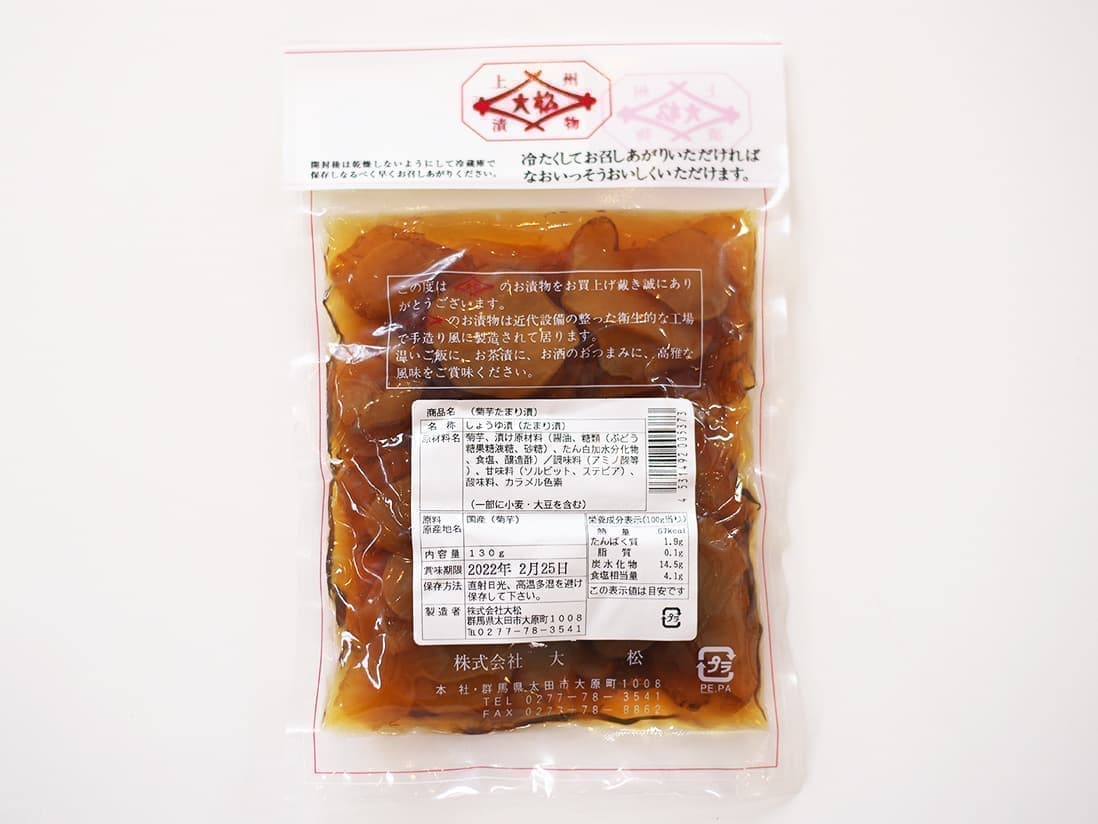 上 州
大松
漬 物
開封後は乾燥しないようにして冷蔵庫で
保存しなるべく早くお召しあがりください。
冷たくしてお召しあがりいただければ
なおいっそうおいしくいただけます。
この度は 大松 のお漬物をお買上げ戴き誠にあり
がとうございます。
のお漬物は近代設備の整った衛生的な工場
で手造り風に製造されて居ります。
温いご飯に、お茶漬に、お酒のおつまみに、高雅な
風味をご賞味ください。
商品名 (菊芋たまり漬)
名 称 しょうゆ漬(たまり漬)
原材料名 菊芋、漬け原材料(醤油、糖類(ぶどう
糖果糖液糖、砂糖)、たん白加水分化物
、食塩、醸造酢)/調味料(アミノ酸等
)、甘味料(ソルビット、ステビア)、
酸味料、カラメル色素
(一部に小麦・大豆を含む)
4 531492 003373
原料
原産地名 国産(菊芋)
内容量 130g
賞味期限 2022年 2月25日
保存方法 直射日光、高温多湿を避け
保存して下さい。
製造者 株式会社大松
群馬県太田市大原町1008
℡0277-78-3541
栄養成分表示(100g当り)
熱 量 67kcal
たんぱく質 1.9g
脂 質 0.1g
炭水化物 14.5g
食塩相当量 4.1g
この表示値は目安です
プラ
株式会社 大 松
本 社・群馬県太田市大原町1008
TEL 0277-78-3541
FAX 0273-78-8862
プラ
PE.PA